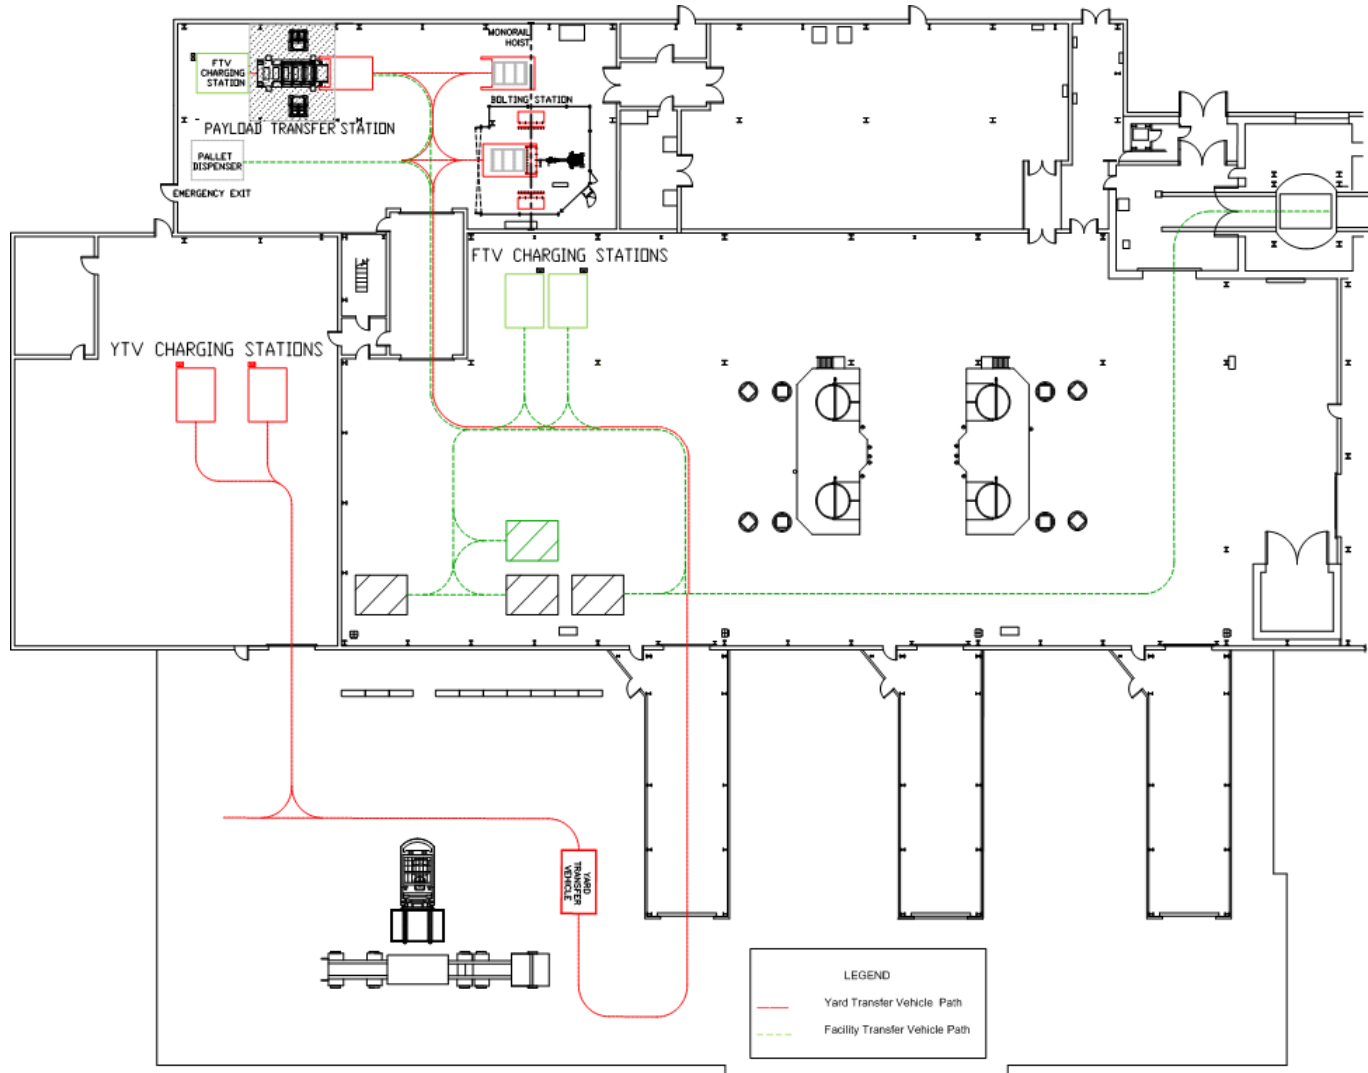 MONORAIL
HOIST
FTV
CHARGING
STATION
BOLTING STATION
PAYLOAD TRANSFER STATION
PALLET
DISPENSER
EMERGENCY EXIT
FTV CHARGING STATIONS
YTV CHARGING STATIONS
YARD
TRANSFER
VEHICLE
LEGEND
Yard Transfer Vehicle Path
Facility Transfer Vehicle Path